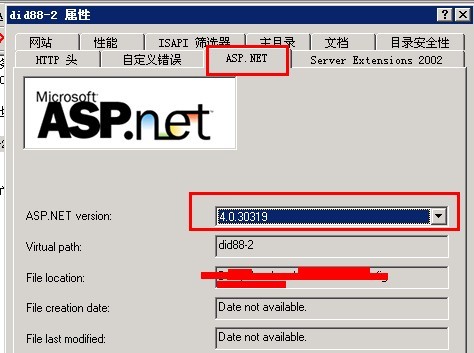 did88-2 属性
网站 性能 ISAPI 筛选器 主目录 文档 目录安全性
HTTP 头 自定义错误 ASP.NET Server Extensions 2002
Microsoft
ASP.net
ASP.NET version: 4.0.30319
Virtual path: did88-2
File location:
File creation date: Date not available.
File last modified: Date not available.